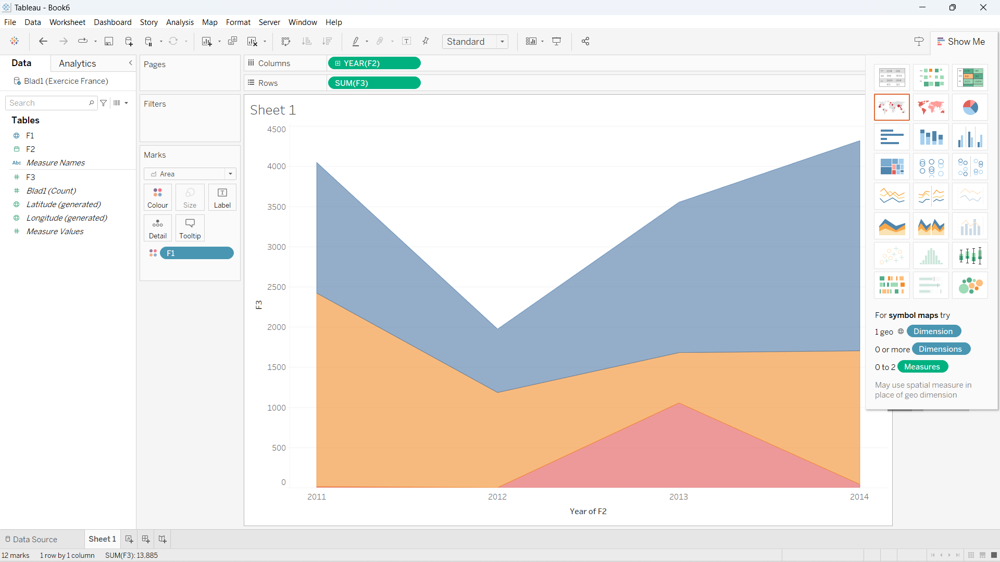 Tableau - Book6
File Data Worksheet Dashboard Story Analysis Map Format Server Window Help
Standard
Show Me
Data Analytics
Blad1 (Exercice France)
Search
Tables
F1
F2
Abc Measure Names
F3
Blad1 (Count)
Latitude (generated)
Longitude (generated)
Measure Values
Pages
Filters
Marks
Area
Colour Size Label
Detail Tooltip
F1
Columns YEAR(F2)
Rows SUM(F3)
Sheet 1
4500
4000
3500
3000
2500
2000
1500
1000
500
0
F3
2011 2012 2013 2014
Year of F2
For symbol maps try
1 geo Dimension
0 or more Dimensions
0 to 2 Measures
May use spatial measure in
place of geo dimension
Data Source Sheet 1
12 marks 1 row by 1 column SUM(F3): 13,885